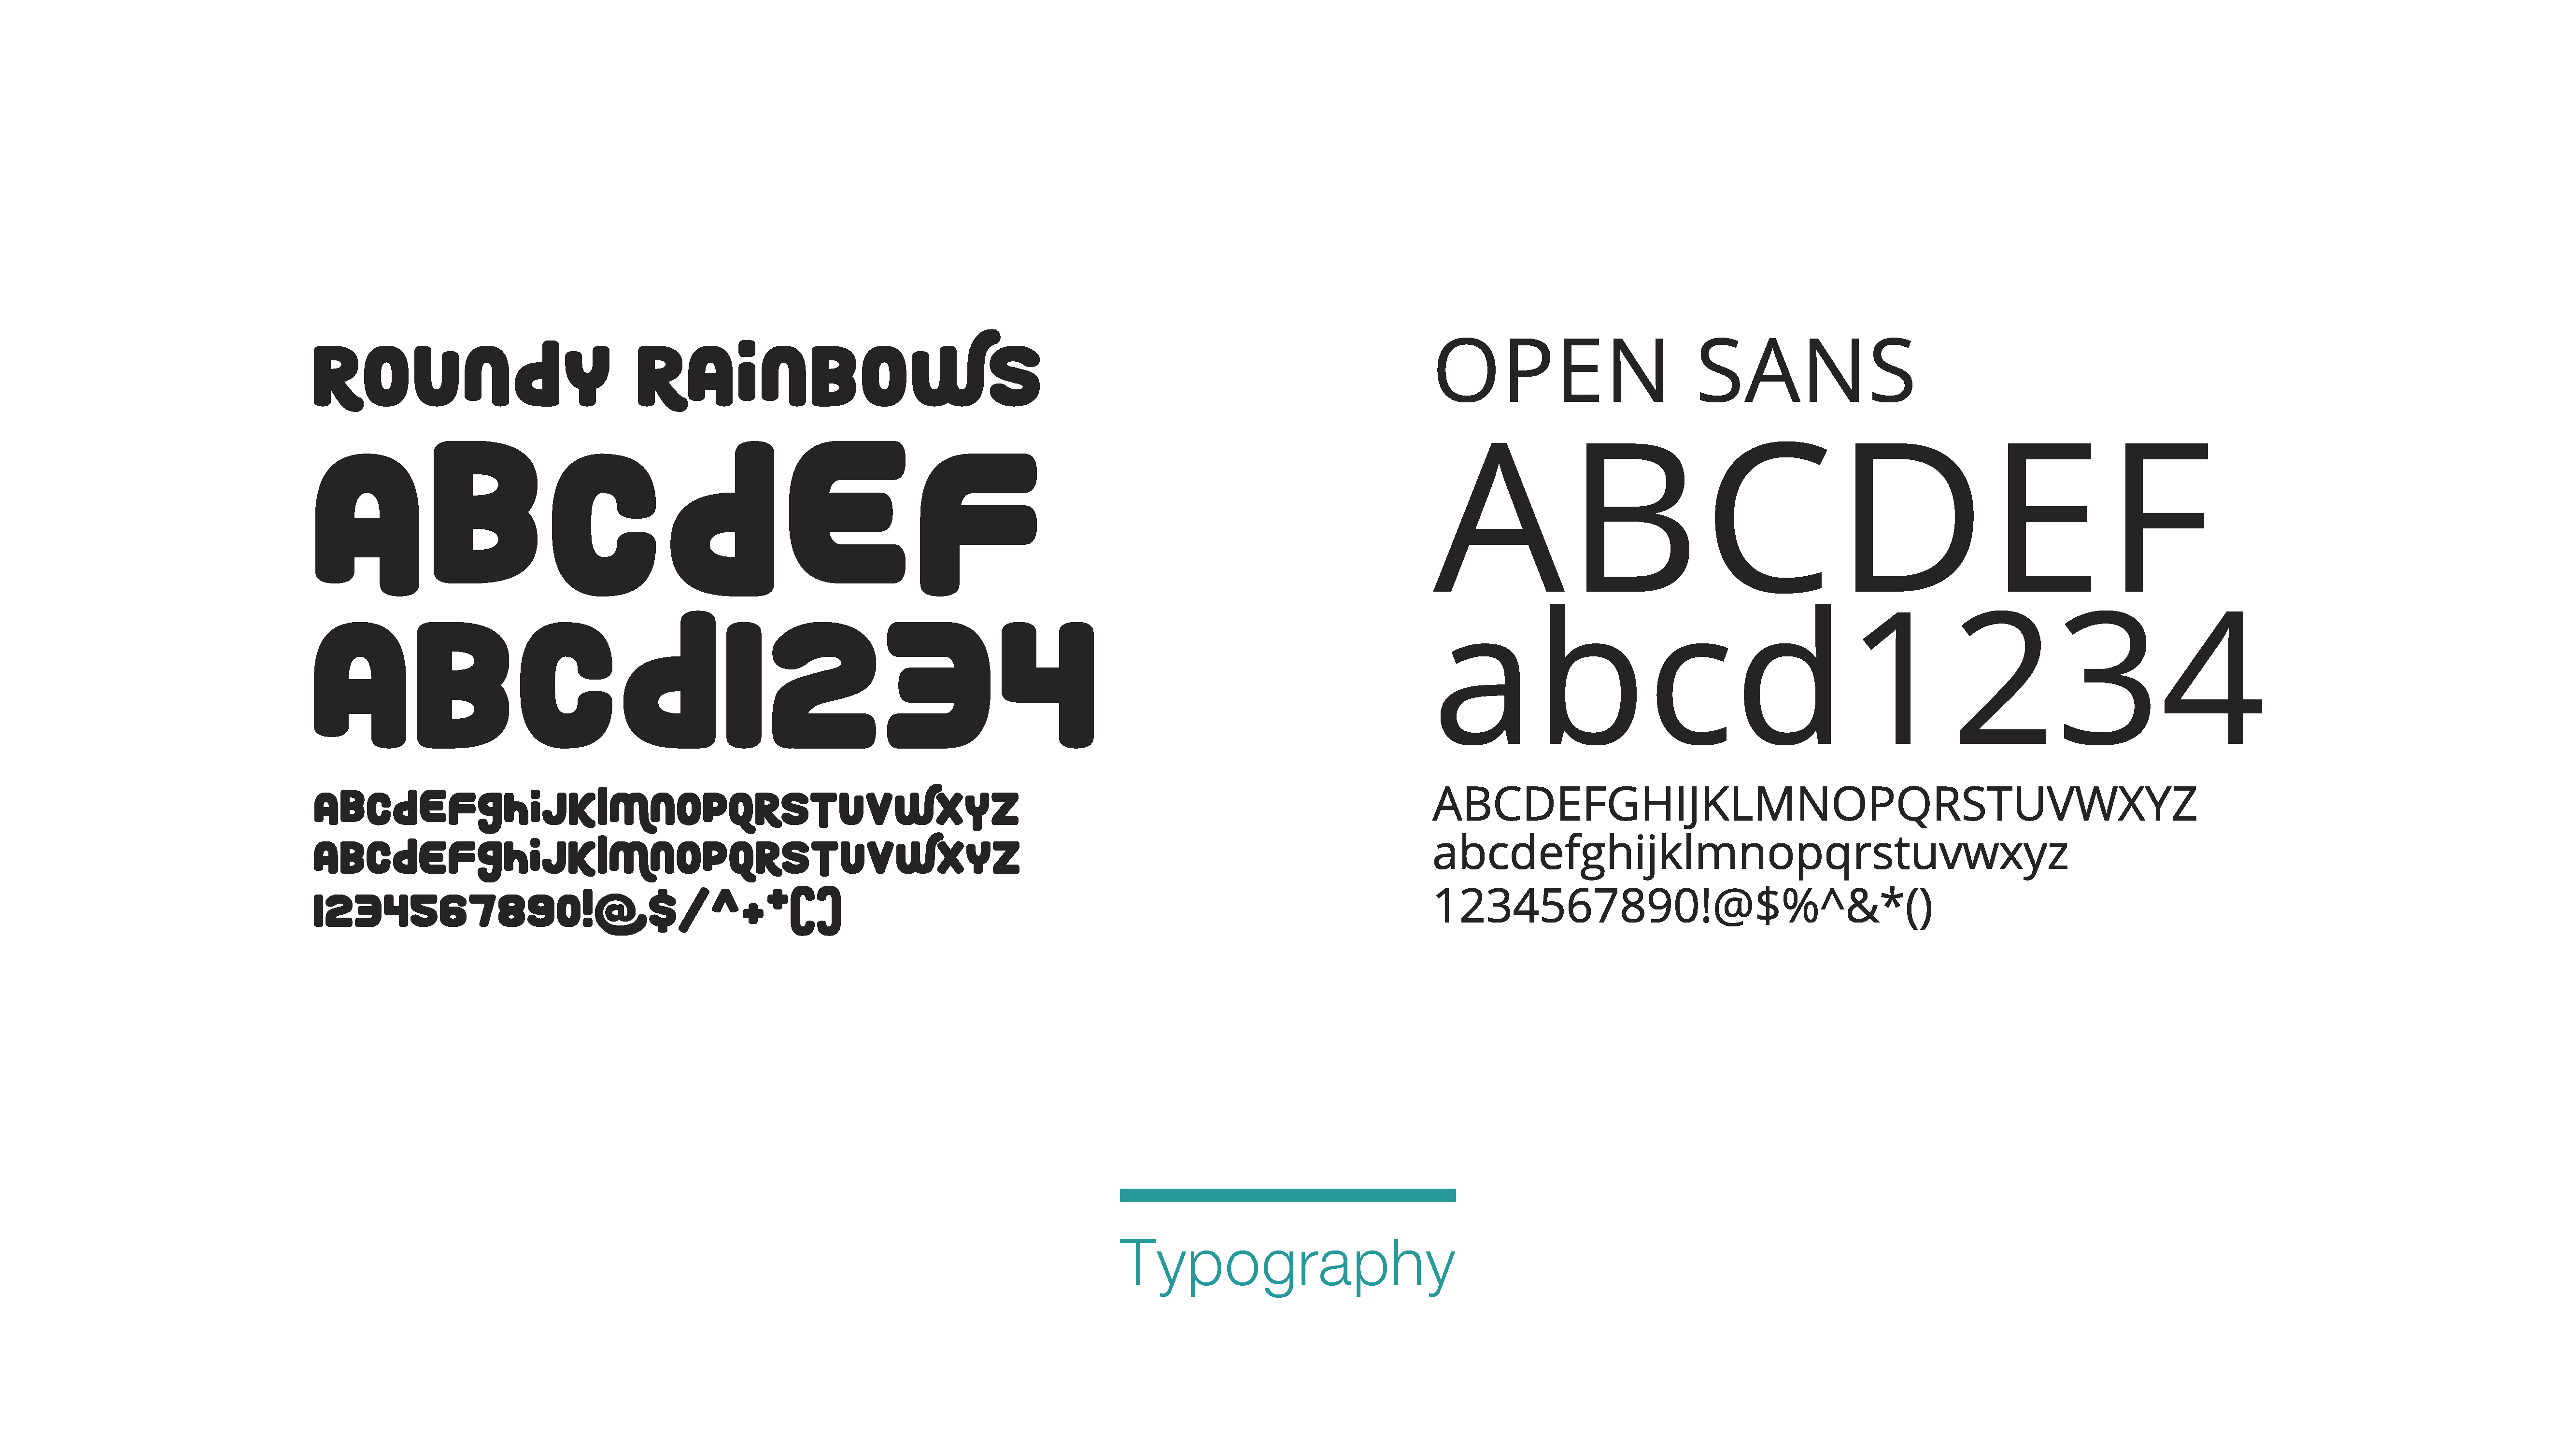 ROUndY RAinBOWS
ABCdEF
ABCd1234
ABCdEFghiJKlmnOPQRSTUVWXYZ
ABCdEFghiJKlmnOPQRSTUVWXYZ
1234567890!@$/^+*[]
OPEN SANS
ABCDEF
abcd1234
ABCDEFGHIJKLMNOPQRSTUVWXYZ
abcdefghijklmnopqrstuvwxyz
1234567890!@$%^&*()
Typography